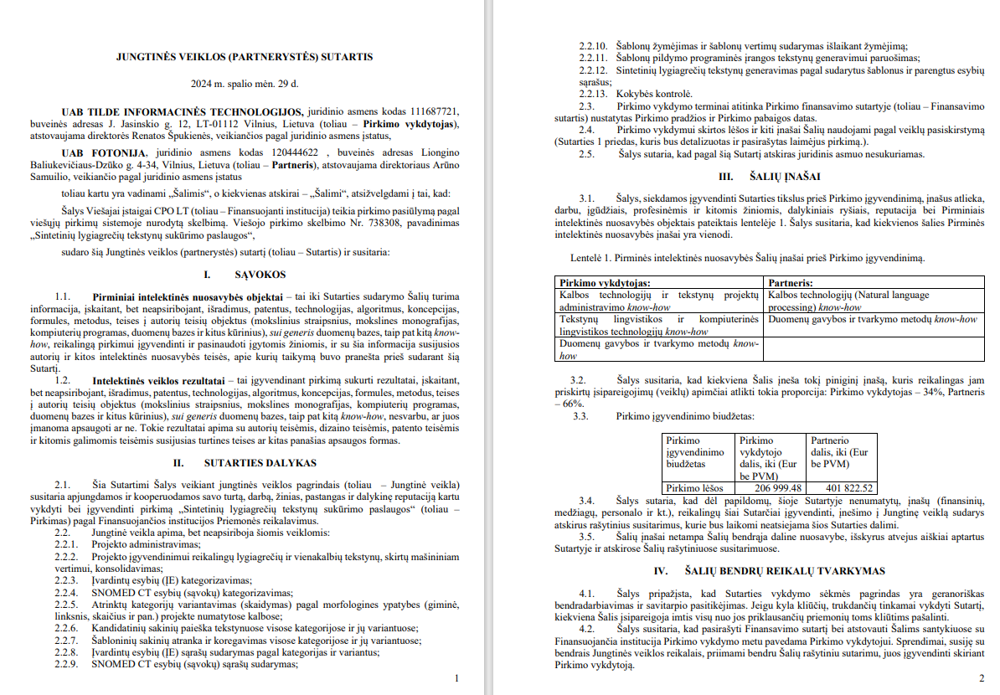 JUNGTINĖS VEIKLOS (PARTNERYSTĖS) SUTARTIS
2024 m. spalio mėn. 29 d.
UAB TILDE INFORMACINĖS TECHNOLOGIJOS, juridinio asmens kodas 111687721,
buveinės adresas J. Jasinskio g. 12, LT-01112 Vilnius, Lietuva (toliau – Pirkimo vykdytojas),
atstovaujama direktorės Renatos Špukienės, veikiančios pagal juridinio asmens įstatus,
UAB FOTONIJA, juridinio asmens kodas 120444622 , buveinės adresas Liongino
Baliukevičiaus-Dzūko g. 4-34, Vilnius, Lietuva (toliau – Partneris), atstovaujama direktoriaus Arūno
Samuilio, veikiančio pagal juridinio asmens įstatus
toliau kartu yra vadinami „Šalimis“, o kiekvienas atskirai – „Šalimi“, atsižvelgdami į tai, kad:
Šalys Viešajai įstaigai CPO LT (toliau – Finansuojanti institucija) teikia pirkimo pasiūlymą pagal
viešųjų pirkimų sistemoje nurodytą skelbimą. Viešojo pirkimo skelbimo Nr. 738308, pavadinimas
„Sintetinių lygiagrečių tekstynų sukūrimo paslaugos“,
sudaro šią Jungtinės veiklos (partnerystės) sutartį (toliau – Sutartis) ir susitaria:
I. SĄVOKOS
1.1. Pirminiai intelektinės nuosavybės objektai – tai iki Sutarties sudarymo Šalių turima
informacija, įskaitant, bet neapsiribojant, išradimus, patentus, technologijas, algoritmus, koncepcijas,
formules, metodus, teises į autorių teisių objektus (mokslinius straipsnius, mokslines monografijas,
kompiuterių programas, duomenų bazes ir kitus kūrinius), sui generis duomenų bazes, taip pat kitą know-
how, reikalingą pirkimui įgyvendinti ir pasinaudoti įgytomis žiniomis, ir su šia informacija susijusios
autorių ir kitos intelektinės nuosavybės teisės, apie kurių taikymą buvo pranešta prieš sudarant šią
Sutartį.
1.2. Intelektinės veiklos rezultatai – tai įgyvendinant pirkimą sukurti rezultatai, įskaitant,
bet neapsiribojant, išradimus, patentus, technologijas, algoritmus, koncepcijas, formules, metodus, teises
į autorių teisių objektus (mokslinius straipsnius, mokslines monografijas, kompiuterių programas,
duomenų bazes ir kitus kūrinius), sui generis duomenų bazes, taip pat kitą know-how, nesvarbu, ar juos
įmanoma apsaugoti ar ne. Tokie rezultatai apima su autorių teisėmis, dizaino teisėmis, patento teisėmis
ir kitomis galimomis teisėmis susijusias turtines teises ar kitas panašias apsaugos formas.
II. SUTARTIES DALYKAS
2.1. Šia Sutartimi Šalys veikiant jungtinės veiklos pagrindais (toliau – Jungtinė veikla)
susitaria apjungdamos ir kooperuodamos savo turtą, darbą, žinias, pastangas ir dalykinę reputaciją kartu
vykdyti bei įgyvendinti pirkimą „Sintetinių lygiagrečių tekstynų sukūrimo paslaugos“ (toliau –
Pirkimas) pagal Finansuojančios institucijos Priemonės reikalavimus.
2.2. Jungtinė veikla apima, bet neapsiriboja šiomis veiklomis:
2.2.1. Projekto administravimas;
2.2.2. Projekto įgyvendinimui reikalingų lygiagrečių ir vienakalbių tekstynų, skirtų mašininiam
vertimui, konsolidavimas;
2.2.3. Įvardintų esybių (ĮE) kategorizavimas;
2.2.4. SNOMED CT esybių (sąvokų) kategorizavimas;
2.2.5. Atrinktų kategorijų variantavimas (skaidymas) pagal morfologines ypatybes (giminė,
linksnis, skaičius ir pan.) projekte numatytose kalbose;
2.2.6. Kandidatinių sakinių paieška tekstynuose visose kategorijose ir jų variantuose;
2.2.7. Šabloninių sakinių atranka ir koregavimas visose kategorijose ir jų variantuose;
2.2.8. Įvardintų esybių (ĮE) sąrašų sudarymas pagal kategorijas ir variantus;
2.2.9. SNOMED CT esybių (sąvokų) sąrašų sudarymas;
1
2.2.10. Šablonų žymėjimas ir šablonų vertimų sudarymas išlaikant žymėjimą;
2.2.11. Šablonų pildymo programinės įrangos tekstynų generavimui paruošimas;
2.2.12. Sintetinių lygiagrečių tekstynų generavimas pagal sudarytus šablonus ir parengtus esybių
sąrašus;
2.2.13. Kokybės kontrolė.
2.3. Pirkimo vykdymo terminai atitinka Pirkimo finansavimo sutartyje (toliau – Finansavimo
sutartis) nustatytas Pirkimo pradžios ir Pirkimo pabaigos datas.
2.4. Pirkimo vykdymui skirtos lėšos ir kiti įnašai Šalių naudojami pagal veiklų pasiskirstymą
(Sutarties 1 priedas, kuris bus detalizuotas ir pasirašytas laimėjus pirkimą.).
2.5. Šalys sutaria, kad pagal šią Sutartį atskiras juridinis asmuo nesukuriamas.
III. ŠALIŲ ĮNAŠAI
3.1. Šalys, siekdamos įgyvendinti Sutarties tikslus prieš Pirkimo įgyvendinimą, įnašus atlieka,
darbu, įgūdžiais, profesinėmis ir kitomis žiniomis, dalykiniais ryšiais, reputacija bei Pirminiais
intelektinės nuosavybės objektais pateiktais lentelėje 1. Šalys susitaria, kad kiekvienos šalies Pirminės
intelektinės nuosavybės įnašai yra vienodi.
Lentelė 1. Pirminės intelektinės nuosavybės Šalių įnašai prieš Pirkimo įgyvendinimą.
Pirkimo vykdytojas: Partneris:
Kalbos technologijų ir tekstynų projektų Kalbos technologijų (Natural language
administravimo know-how processing) know-how
Tekstynų lingvistikos ir kompiuterinės Duomenų gavybos ir tvarkymo metodų know-how
lingvistikos technologijų know-how
Duomenų gavybos ir tvarkymo metodų know-
how
3.2. Šalys susitaria, kad kiekviena Šalis įneša tokį piniginį įnašą, kuris reikalingas jam
priskirtų įsipareigojimų (veiklų) apimčiai atlikti tokia proporcija: Pirkimo vykdytojas – 34%, Partneris
– 66%.
3.3. Pirkimo įgyvendinimo biudžetas:
Pirkimo Pirkimo Partnerio
įgyvendinimo vykdytojo dalis, iki (Eur
biudžetas dalis, iki (Eur be PVM)
be PVM)
Pirkimo lėšos 206 999.48 401 822.52
3.4. Šalys sutaria, kad dėl papildomų, šioje Sutartyje nenumatytų, įnašų (finansinių,
medžiagų, personalo ir kt.), reikalingų šiai Sutarčiai įgyvendinti, įnešimo į Jungtinę veiklą sudarys
atskirus rašytinius susitarimus, kurie bus laikomi neatsiejama šios Sutarties dalimi.
3.5. Šalių įnašai netampa Šalių bendrąja daline nuosavybe, išskyrus atvejus aiškiai aptartus
Sutartyje ir atskirose Šalių rašytiniuose susitarimuose.
IV. ŠALIŲ BENDRŲ REIKALŲ TVARKYMAS
4.1. Šalys pripažįsta, kad Sutarties vykdymo sėkmės pagrindas yra geranoriškas
bendradarbiavimas ir savitarpio pasitikėjimas. Jeigu kyla kliūčių, trukdančių tinkamai vykdyti Sutartį,
kiekviena Šalis įsipareigoja imtis visų nuo jos priklausančių priemonių toms kliūtims pašalinti.
4.2. Šalys susitaria, kad pasirašyti Finansavimo sutartį bei atstovauti Šalims santykiuose su
Finansuojančia institucija Pirkimo vykdymo metu pavedama Pirkimo vykdytojui. Sprendimai, susiję su
bendrais Jungtinės veiklos reikalais, priimami bendru Šalių rašytiniu sutarimu, juos įgyvendinti skiriant
Pirkimo vykdytoją.
2